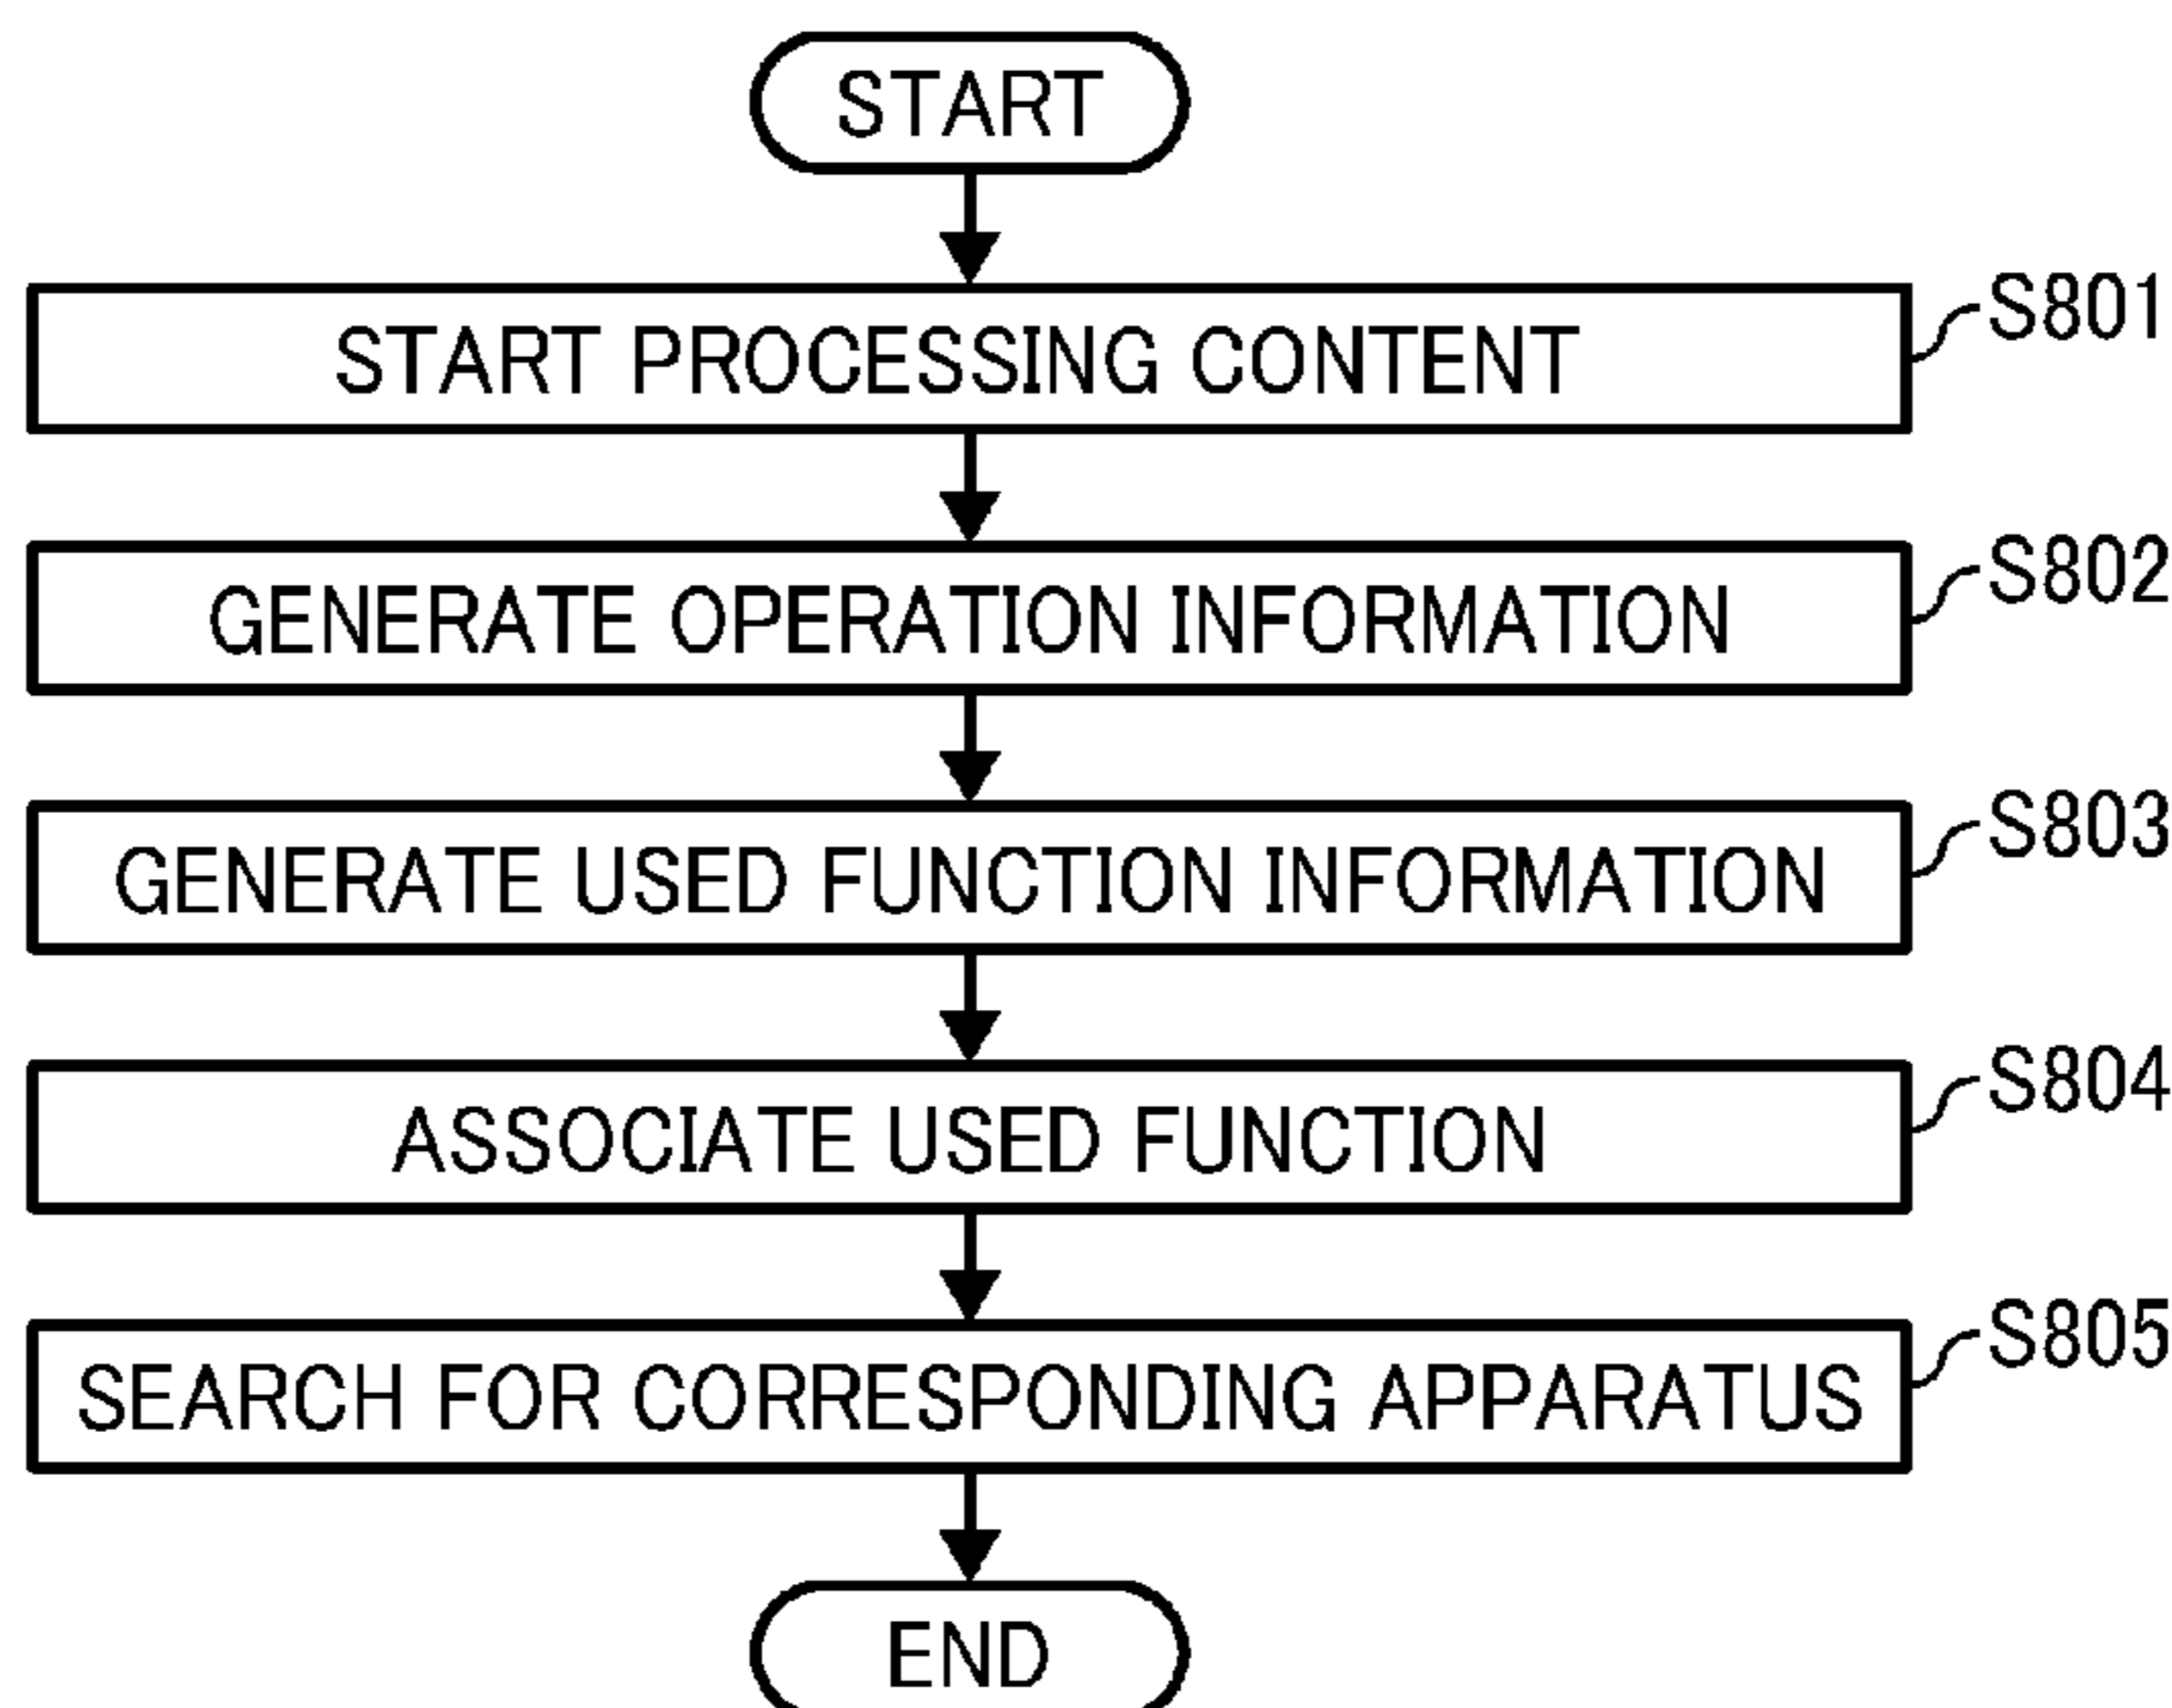 START
START PROCESSING CONTENT
S801
GENERATE OPERATION INFORMATION
S802
GENERATE USED FUNCTION INFORMATION
S803
ASSOCIATE USED FUNCTION
S804
SEARCH FOR CORRESPONDING APPARATUS
S805
END